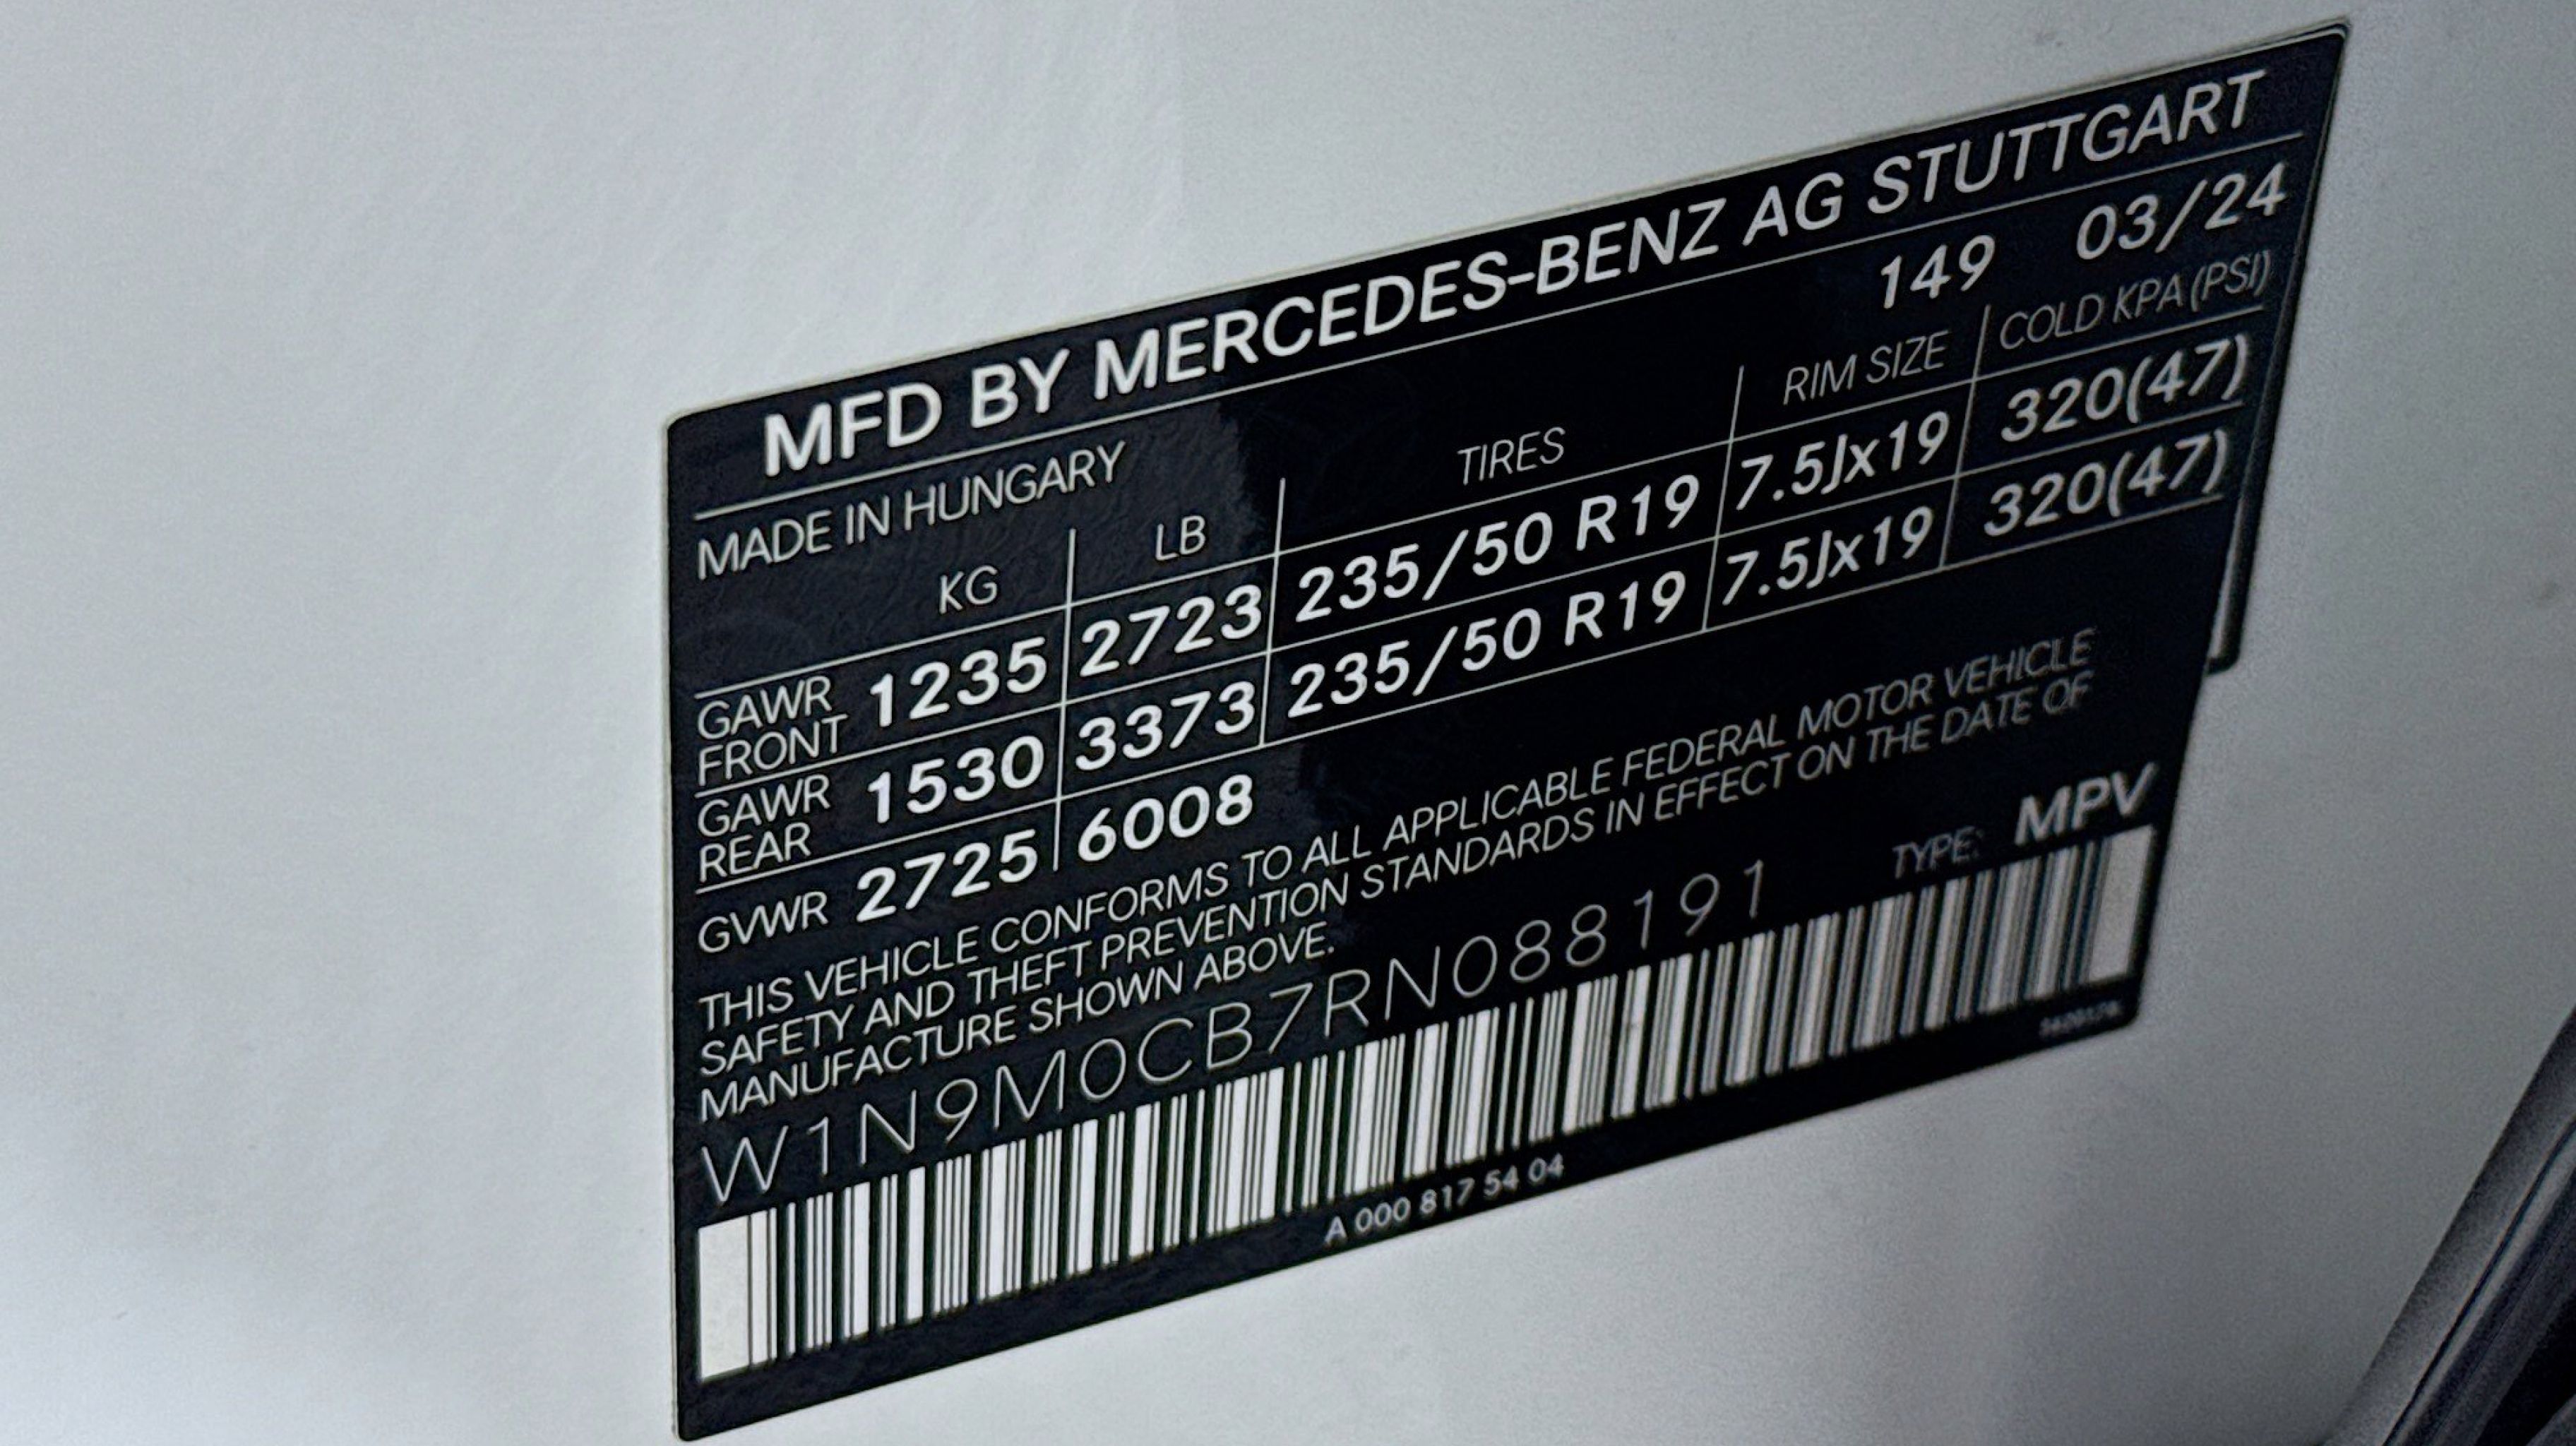 MFD BY MERCEDES-BENZ AG STUTTGART
MADE IN HUNGARY 149 03/24
KG LB TIRES RIM SIZE COLD KPA (PSI)
GAWR FRONT 1235 2723 235/50 R19 7.5Jx19 320(47)
GAWR REAR 1530 3373 235/50 R19 7.5Jx19 320(47)
GVWR 2725 6008
THIS VEHICLE CONFORMS TO ALL APPLICABLE FEDERAL MOTOR VEHICLE
SAFETY AND THEFT PREVENTION STANDARDS IN EFFECT ON THE DATE OF
MANUFACTURE SHOWN ABOVE.
W1N9M0CB7RN088191 TYPE: MPV
A 000 817 54 04